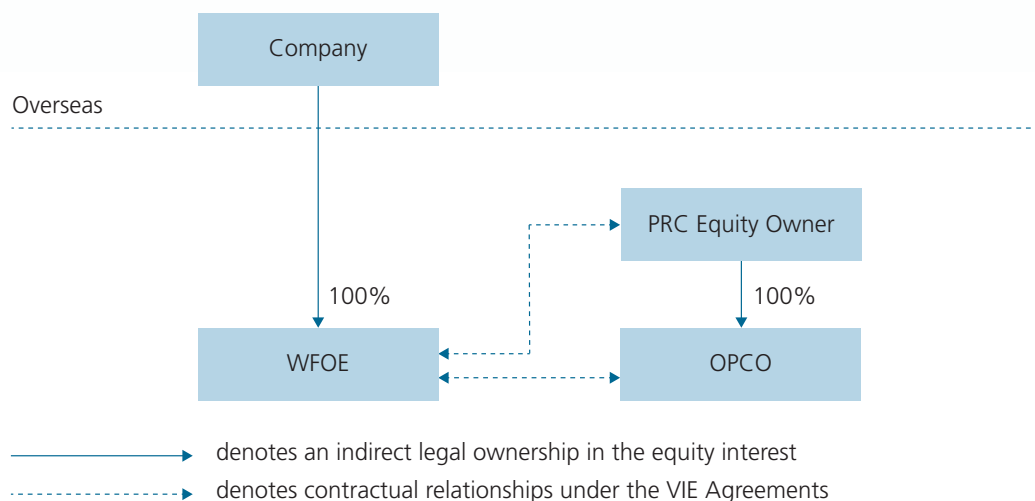 Company
Overseas
PRC Equity Owner
100%
100%
WFOE
OPCO
denotes an indirect legal ownership in the equity interest
denotes contractual relationships under the VIE Agreements